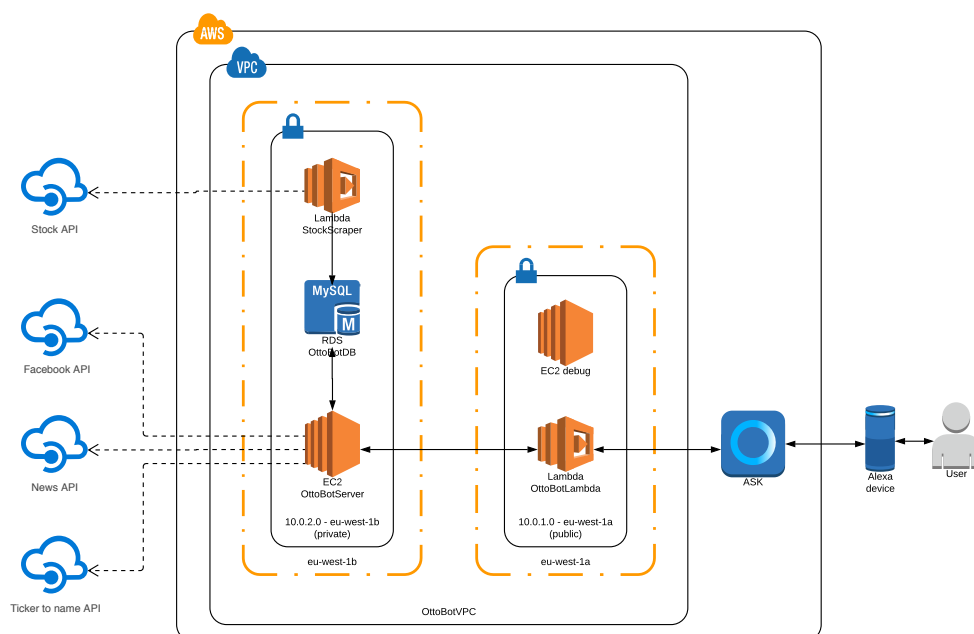 AWS
VPC
Stock API
Facebook API
News API
Ticker to name API
Lambda
StockScraper
MySQL
M
RDS
OttoBotDB
EC2
OttoBotServer
10.0.2.0 - eu-west-1b
(private)
eu-west-1b
EC2 debug
Lambda
OttoBotLambda
10.0.1.0 - eu-west-1a
(public)
eu-west-1a
OttoBotVPC
ASK
Alexa
device
User